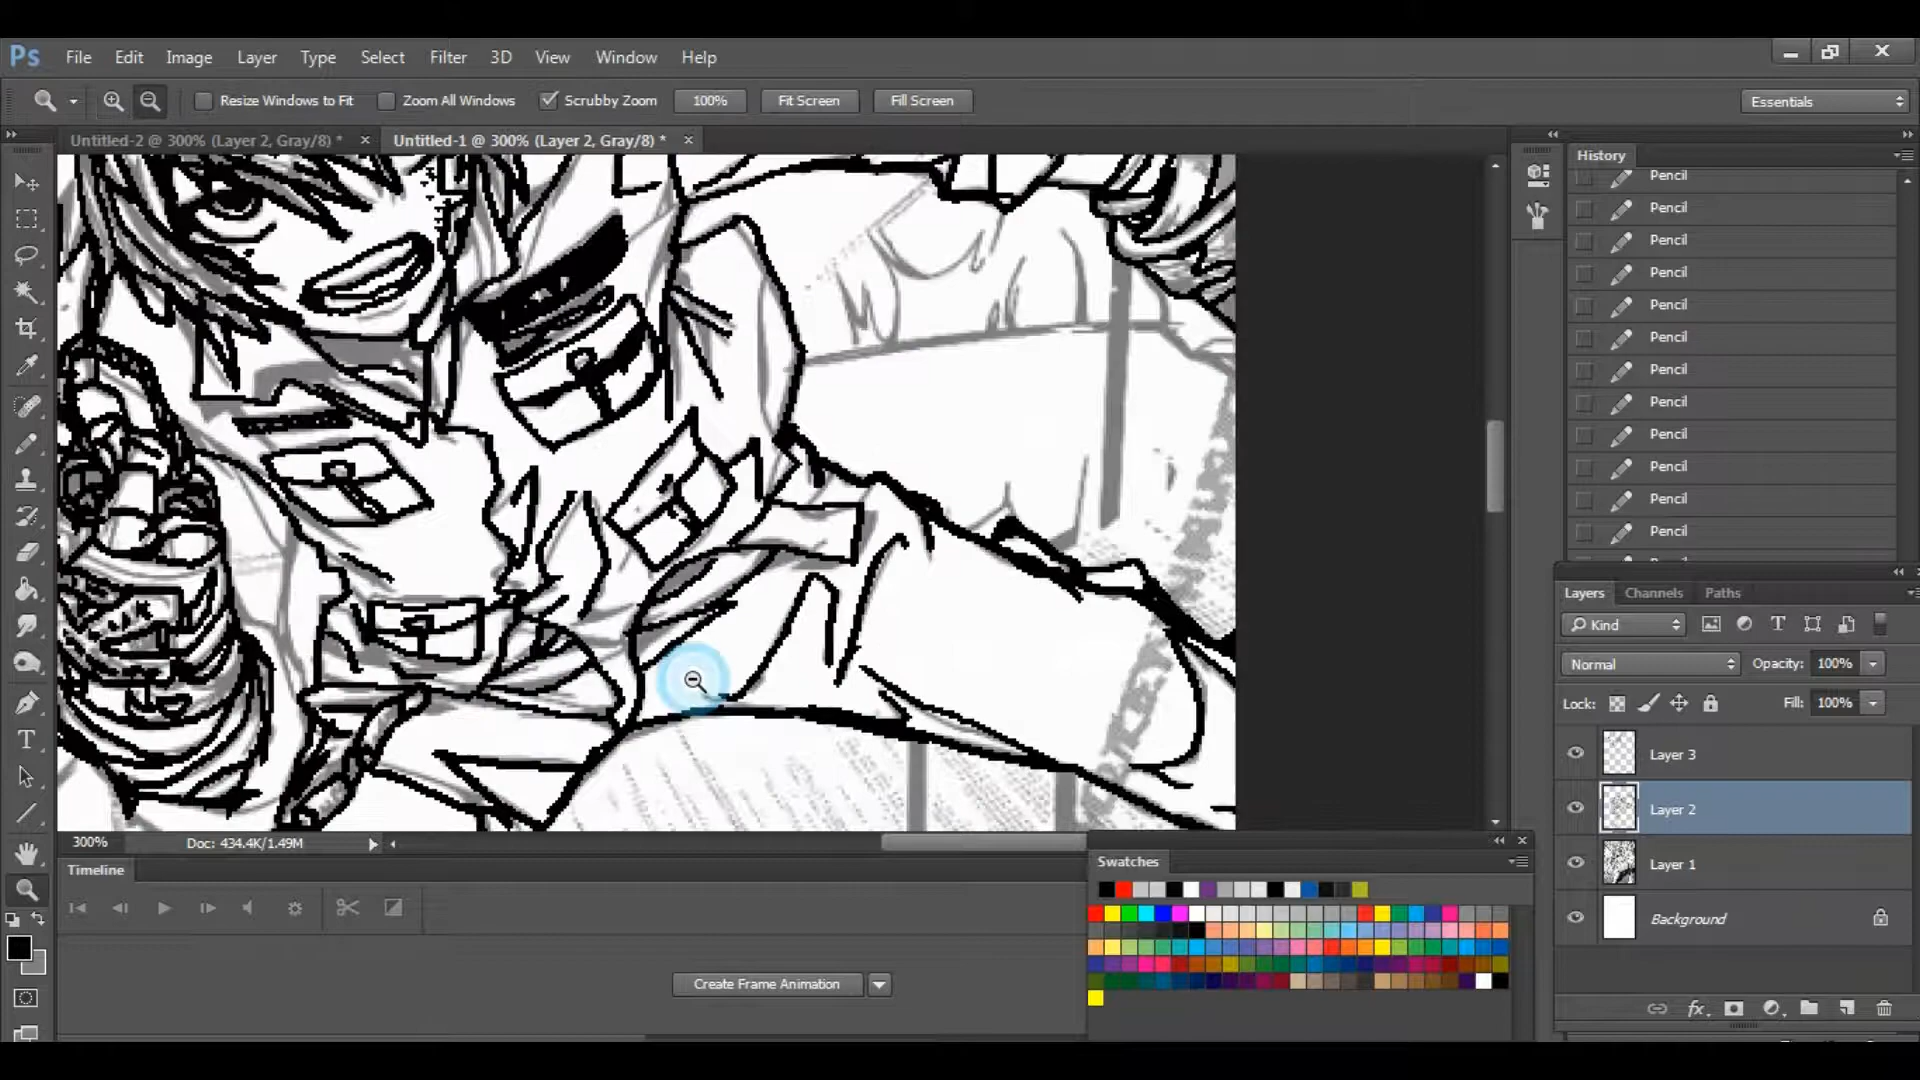 Ps File Edit Image Layer Type Select Filter 3D View Window Help
Resize Windows to Fit Zoom All Windows Scrubby Zoom 100% Fit Screen Fill Screen Essentials
Untitled-2 @ 300% (Layer 2, Gray/8) * Untitled-1 @ 300% (Layer 2, Gray/8) *
History
Pencil
Pencil
Pencil
Pencil
Pencil
Pencil
Pencil
Pencil
Pencil
Pencil
Pencil
Pencil
Layers Channels Paths
Kind
Normal Opacity: 100%
Lock: Fill: 100%
Layer 3
Layer 2
Layer 1
Background
300% Doc: 434.4K/1.49M
Timeline
Create Frame Animation
Swatches